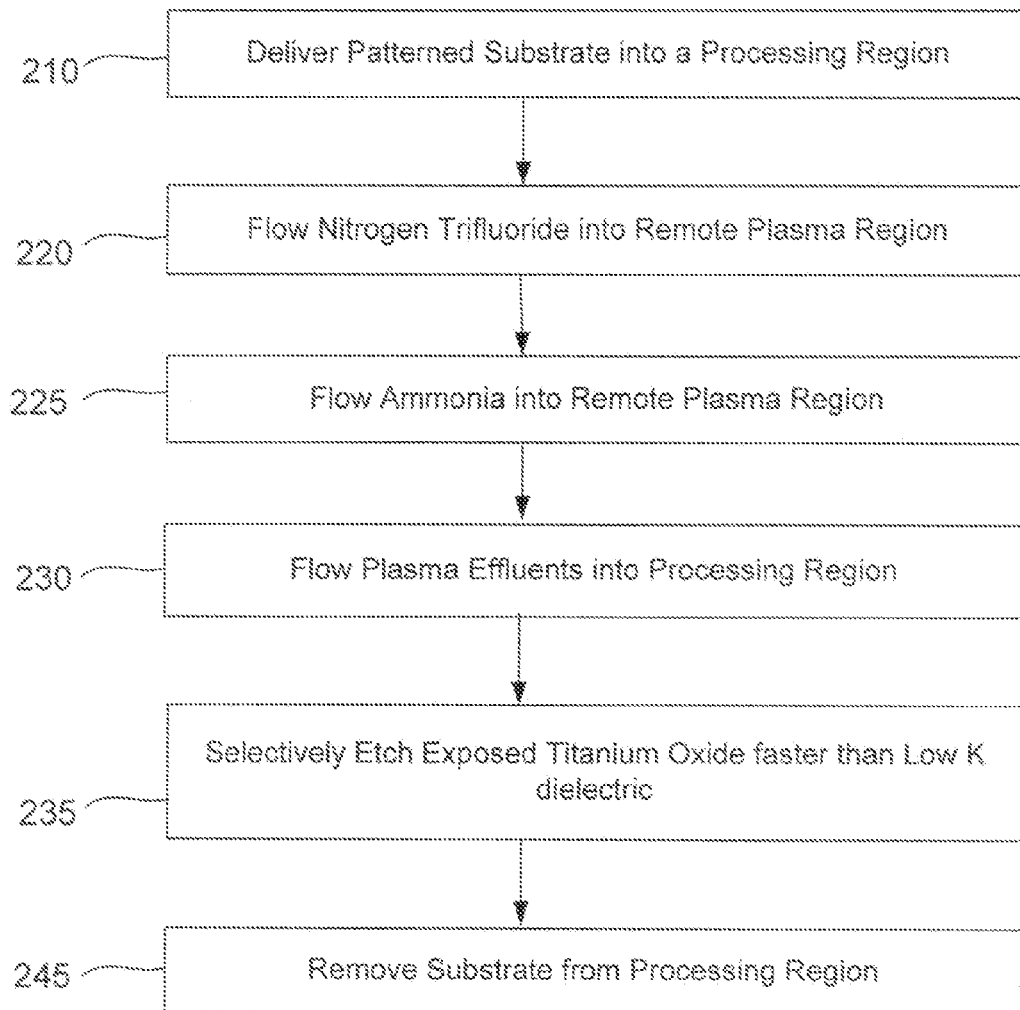 210
Deliver Patterned Substrate into a Processing Region
220
Flow Nitrogen Trifluoride into Remote Plasma Region
225
Flow Ammonia into Remote Plasma Region
230
Flow Plasma Effluents into Processing Region
235
Selectively Etch Exposed Titanium Oxide faster than Low K
dielectric
245
Remove Substrate from Processing Region